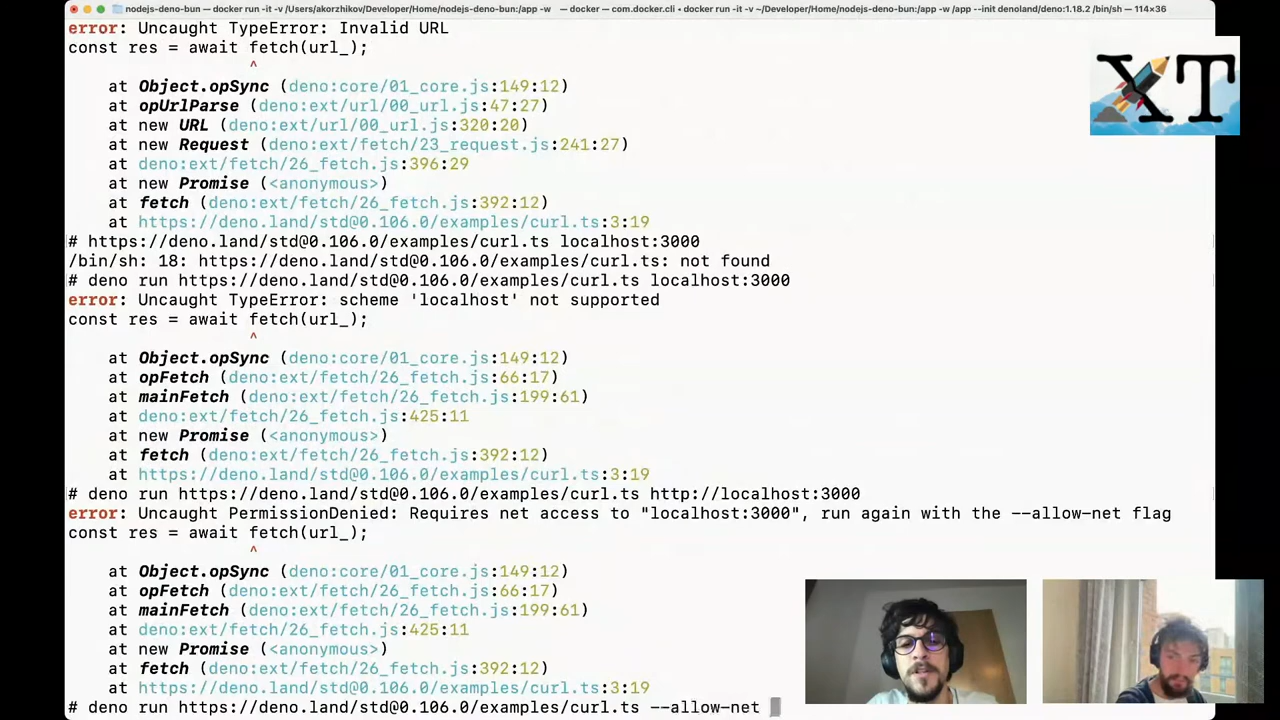 nodejs-deno-bun — docker run -it -v /Users/akorzhikov/Developer/Home/nodejs-deno-bun:/app -w — docker — com.docker.cli • docker run -it -v ~/Developer/Home/nodejs-deno-bun:/app -w /app --init denoland/deno:1.18.2 /bin/sh — 114×36
error: Uncaught TypeError: Invalid URL
const res = await fetch(url_);
^
at Object.opSync (deno:core/01_core.js:149:12)
at opUrlParse (deno:ext/url/00_url.js:47:27)
at new URL (deno:ext/url/00_url.js:320:20)
at new Request (deno:ext/fetch/23_request.js:241:27)
at deno:ext/fetch/26_fetch.js:396:29
at new Promise (<anonymous>)
at fetch (deno:ext/fetch/26_fetch.js:392:12)
at https://deno.land/std@0.106.0/examples/curl.ts:3:19
# https://deno.land/std@0.106.0/examples/curl.ts localhost:3000
/bin/sh: 18: https://deno.land/std@0.106.0/examples/curl.ts: not found
# deno run https://deno.land/std@0.106.0/examples/curl.ts localhost:3000
error: Uncaught TypeError: scheme 'localhost' not supported
const res = await fetch(url_);
^
at Object.opSync (deno:core/01_core.js:149:12)
at opFetch (deno:ext/fetch/26_fetch.js:66:17)
at mainFetch (deno:ext/fetch/26_fetch.js:199:61)
at deno:ext/fetch/26_fetch.js:425:11
at new Promise (<anonymous>)
at fetch (deno:ext/fetch/26_fetch.js:392:12)
at https://deno.land/std@0.106.0/examples/curl.ts:3:19
# deno run https://deno.land/std@0.106.0/examples/curl.ts http://localhost:3000
error: Uncaught PermissionDenied: Requires net access to "localhost:3000", run again with the --allow-net flag
const res = await fetch(url_);
^
at Object.opSync (deno:core/01_core.js:149:12)
at opFetch (deno:ext/fetch/26_fetch.js:66:17)
at mainFetch (deno:ext/fetch/26_fetch.js:199:61)
at deno:ext/fetch/26_fetch.js:425:11
at new Promise (<anonymous>)
at fetch (deno:ext/fetch/26_fetch.js:392:12)
at https://deno.land/std@0.106.0/examples/curl.ts:3:19
# deno run https://deno.land/std@0.106.0/examples/curl.ts --allow-net
XT